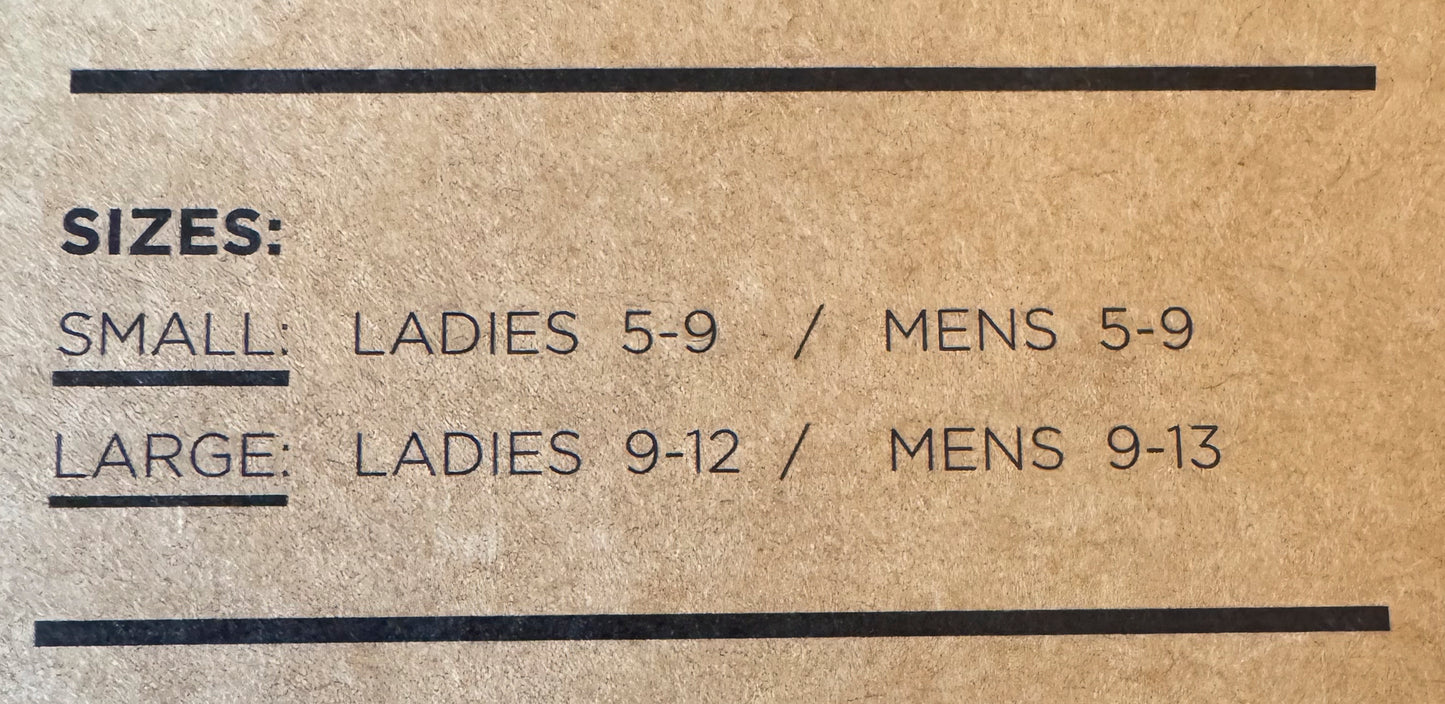 SIZES:
SMALL: LADIES 5-9 / MENS 5-9
LARGE: LADIES 9-12 / MENS 9-13